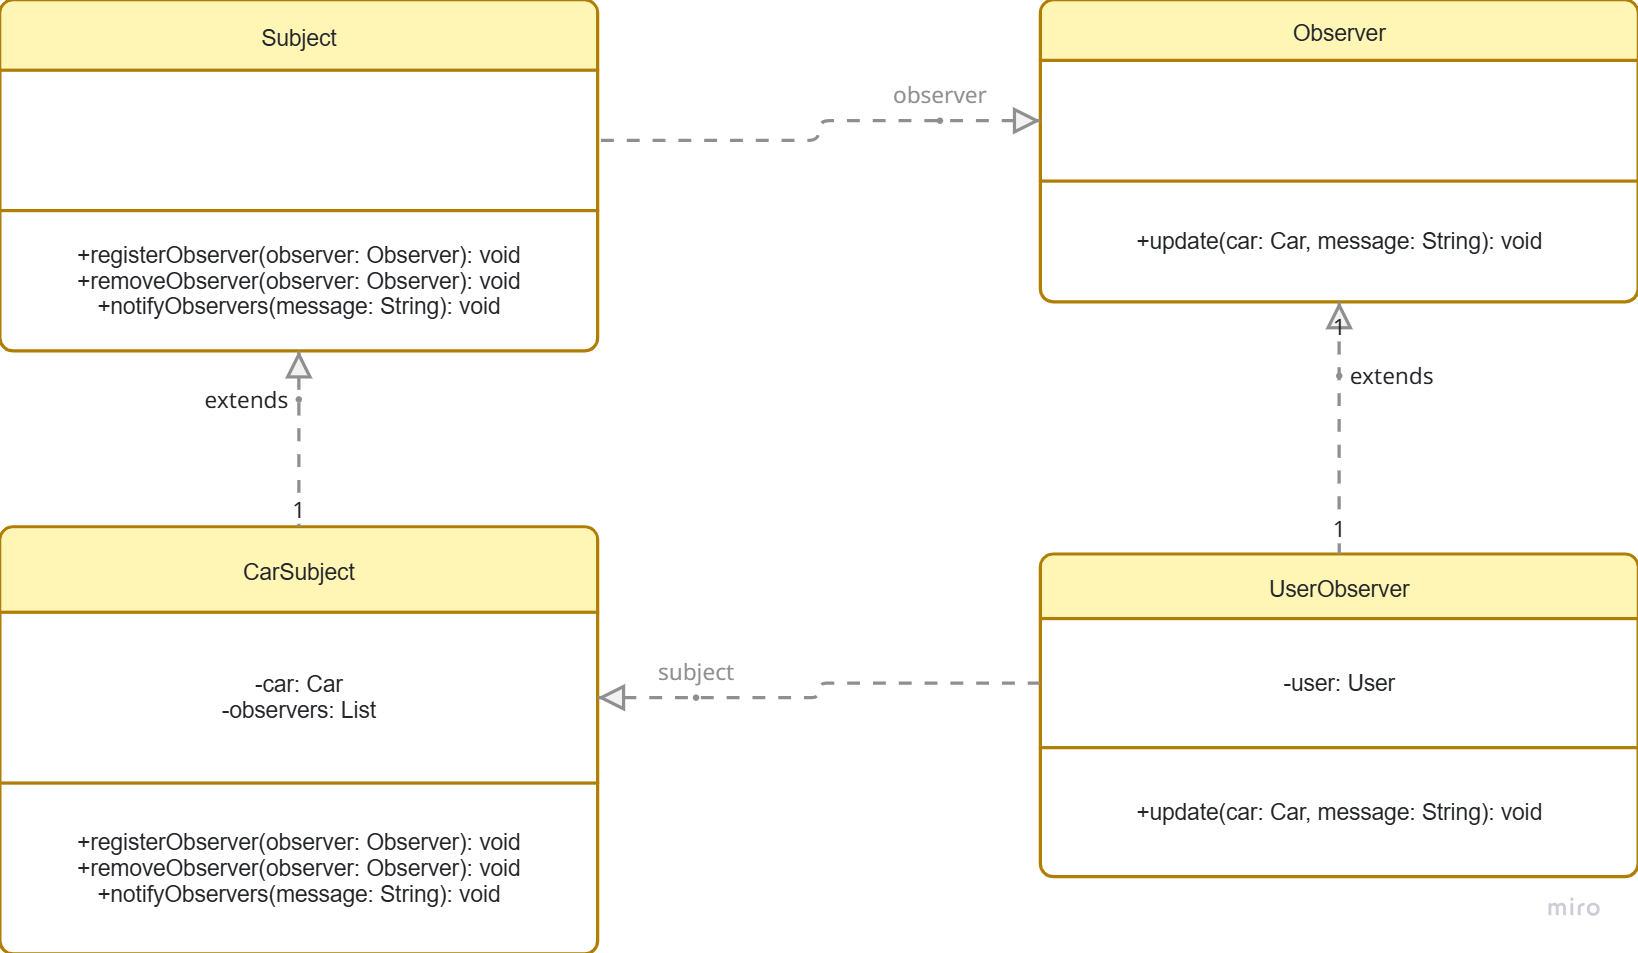 Subject
+registerObserver(observer: Observer): void
+removeObserver(observer: Observer): void
+notifyObservers(message: String): void
observer
Observer
+update(car: Car, message: String): void
extends
1
1
extends
1
CarSubject
-car: Car
-observers: List
+registerObserver(observer: Observer): void
+removeObserver(observer: Observer): void
+notifyObservers(message: String): void
subject
UserObserver
-user: User
+update(car: Car, message: String): void
miro